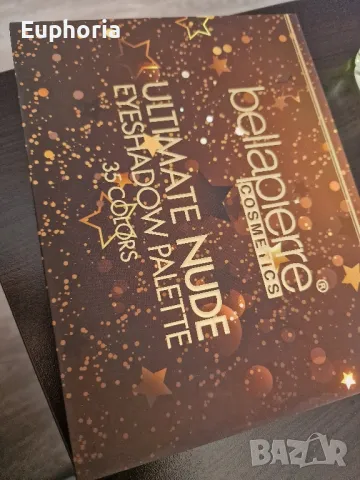 Euphoria
bellapierre®
COSMETICS
ULTIMATE NUDE
EYESHADOW PALETTE
35 COLORS
BAZAR